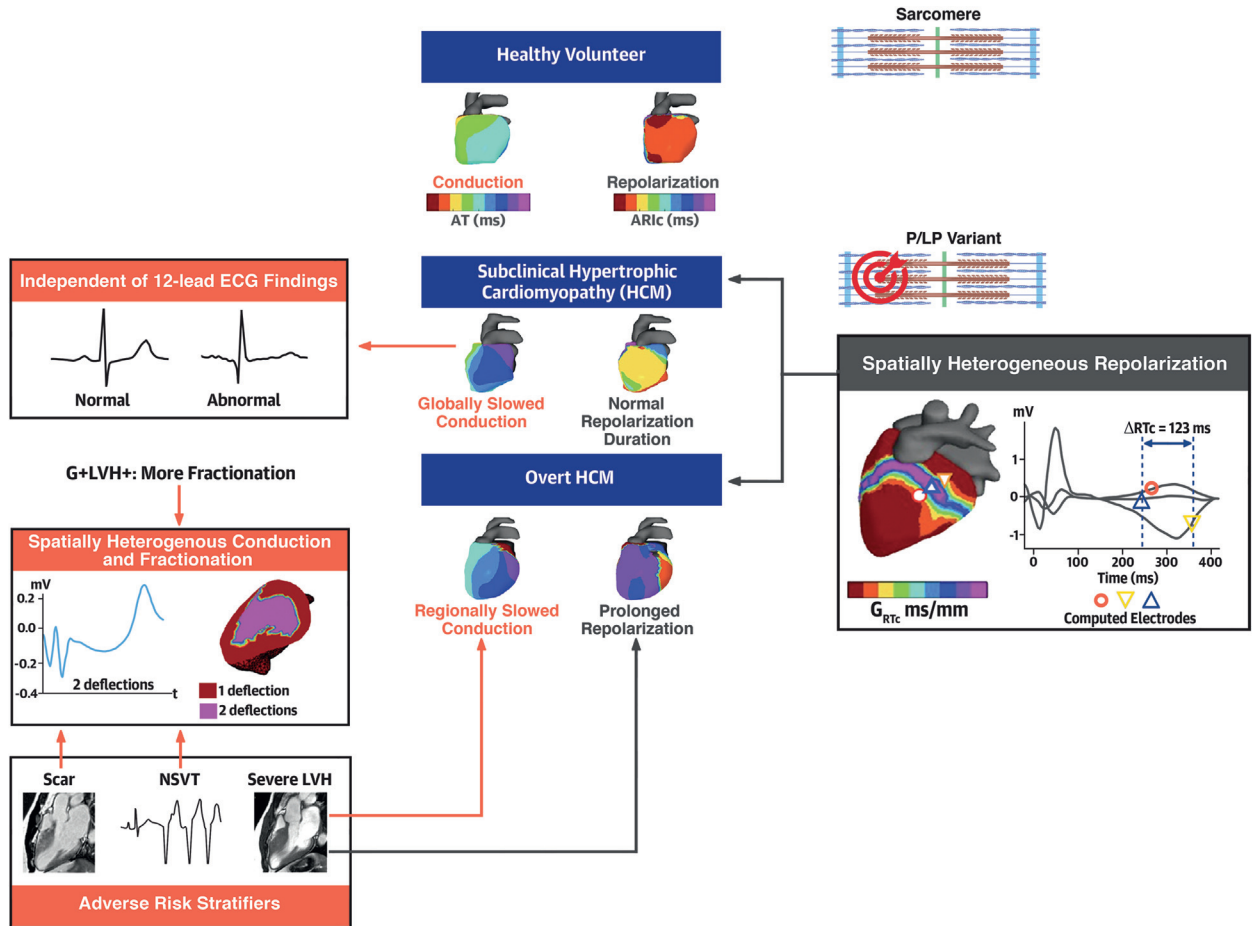 Sarcomere
Healthy Volunteer
Conduction
AT (ms)
Repolarization
ARIc (ms)
P/LP Variant
Independent of 12-lead ECG Findings
Normal
Abnormal
Subclinical Hypertrophic
Cardiomyopathy (HCM)
Globally Slowed
Conduction
Normal
Repolarization
Duration
Spatially Heterogeneous Repolarization
mV
ΔRTc = 123 ms
1
0
-1
0
100
200
300
400
Time (ms)
Computed Electrodes
GRTc ms/mm
G+LVH+: More Fractionation
Overt HCM
Regionally Slowed
Conduction
Prolonged
Repolarization
Spatially Heterogenous Conduction
and Fractionation
mV
0.2
0.0
-0.2
-0.4
2 deflections
t
1 deflection
2 deflections
Scar
NSVT
Severe LVH
Adverse Risk Stratifiers